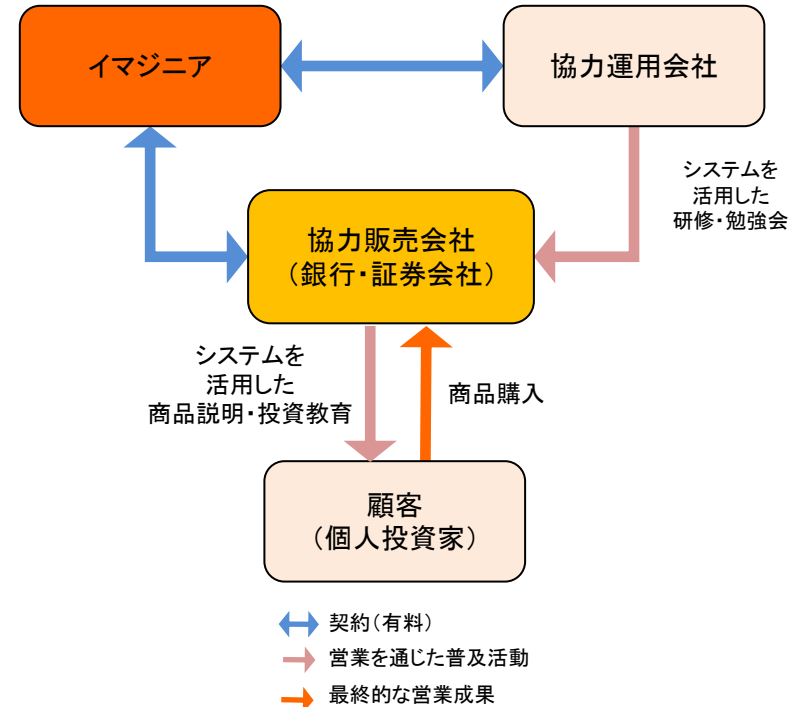 イマジニア
協力運用会社
システムを
活用した
研修・勉強会
協力販売会社
（銀行・証券会社）
システムを
活用した
商品説明・投資教育
商品購入
顧客
（個人投資家）
契約（有料）
営業を通じた普及活動
最終的な営業成果